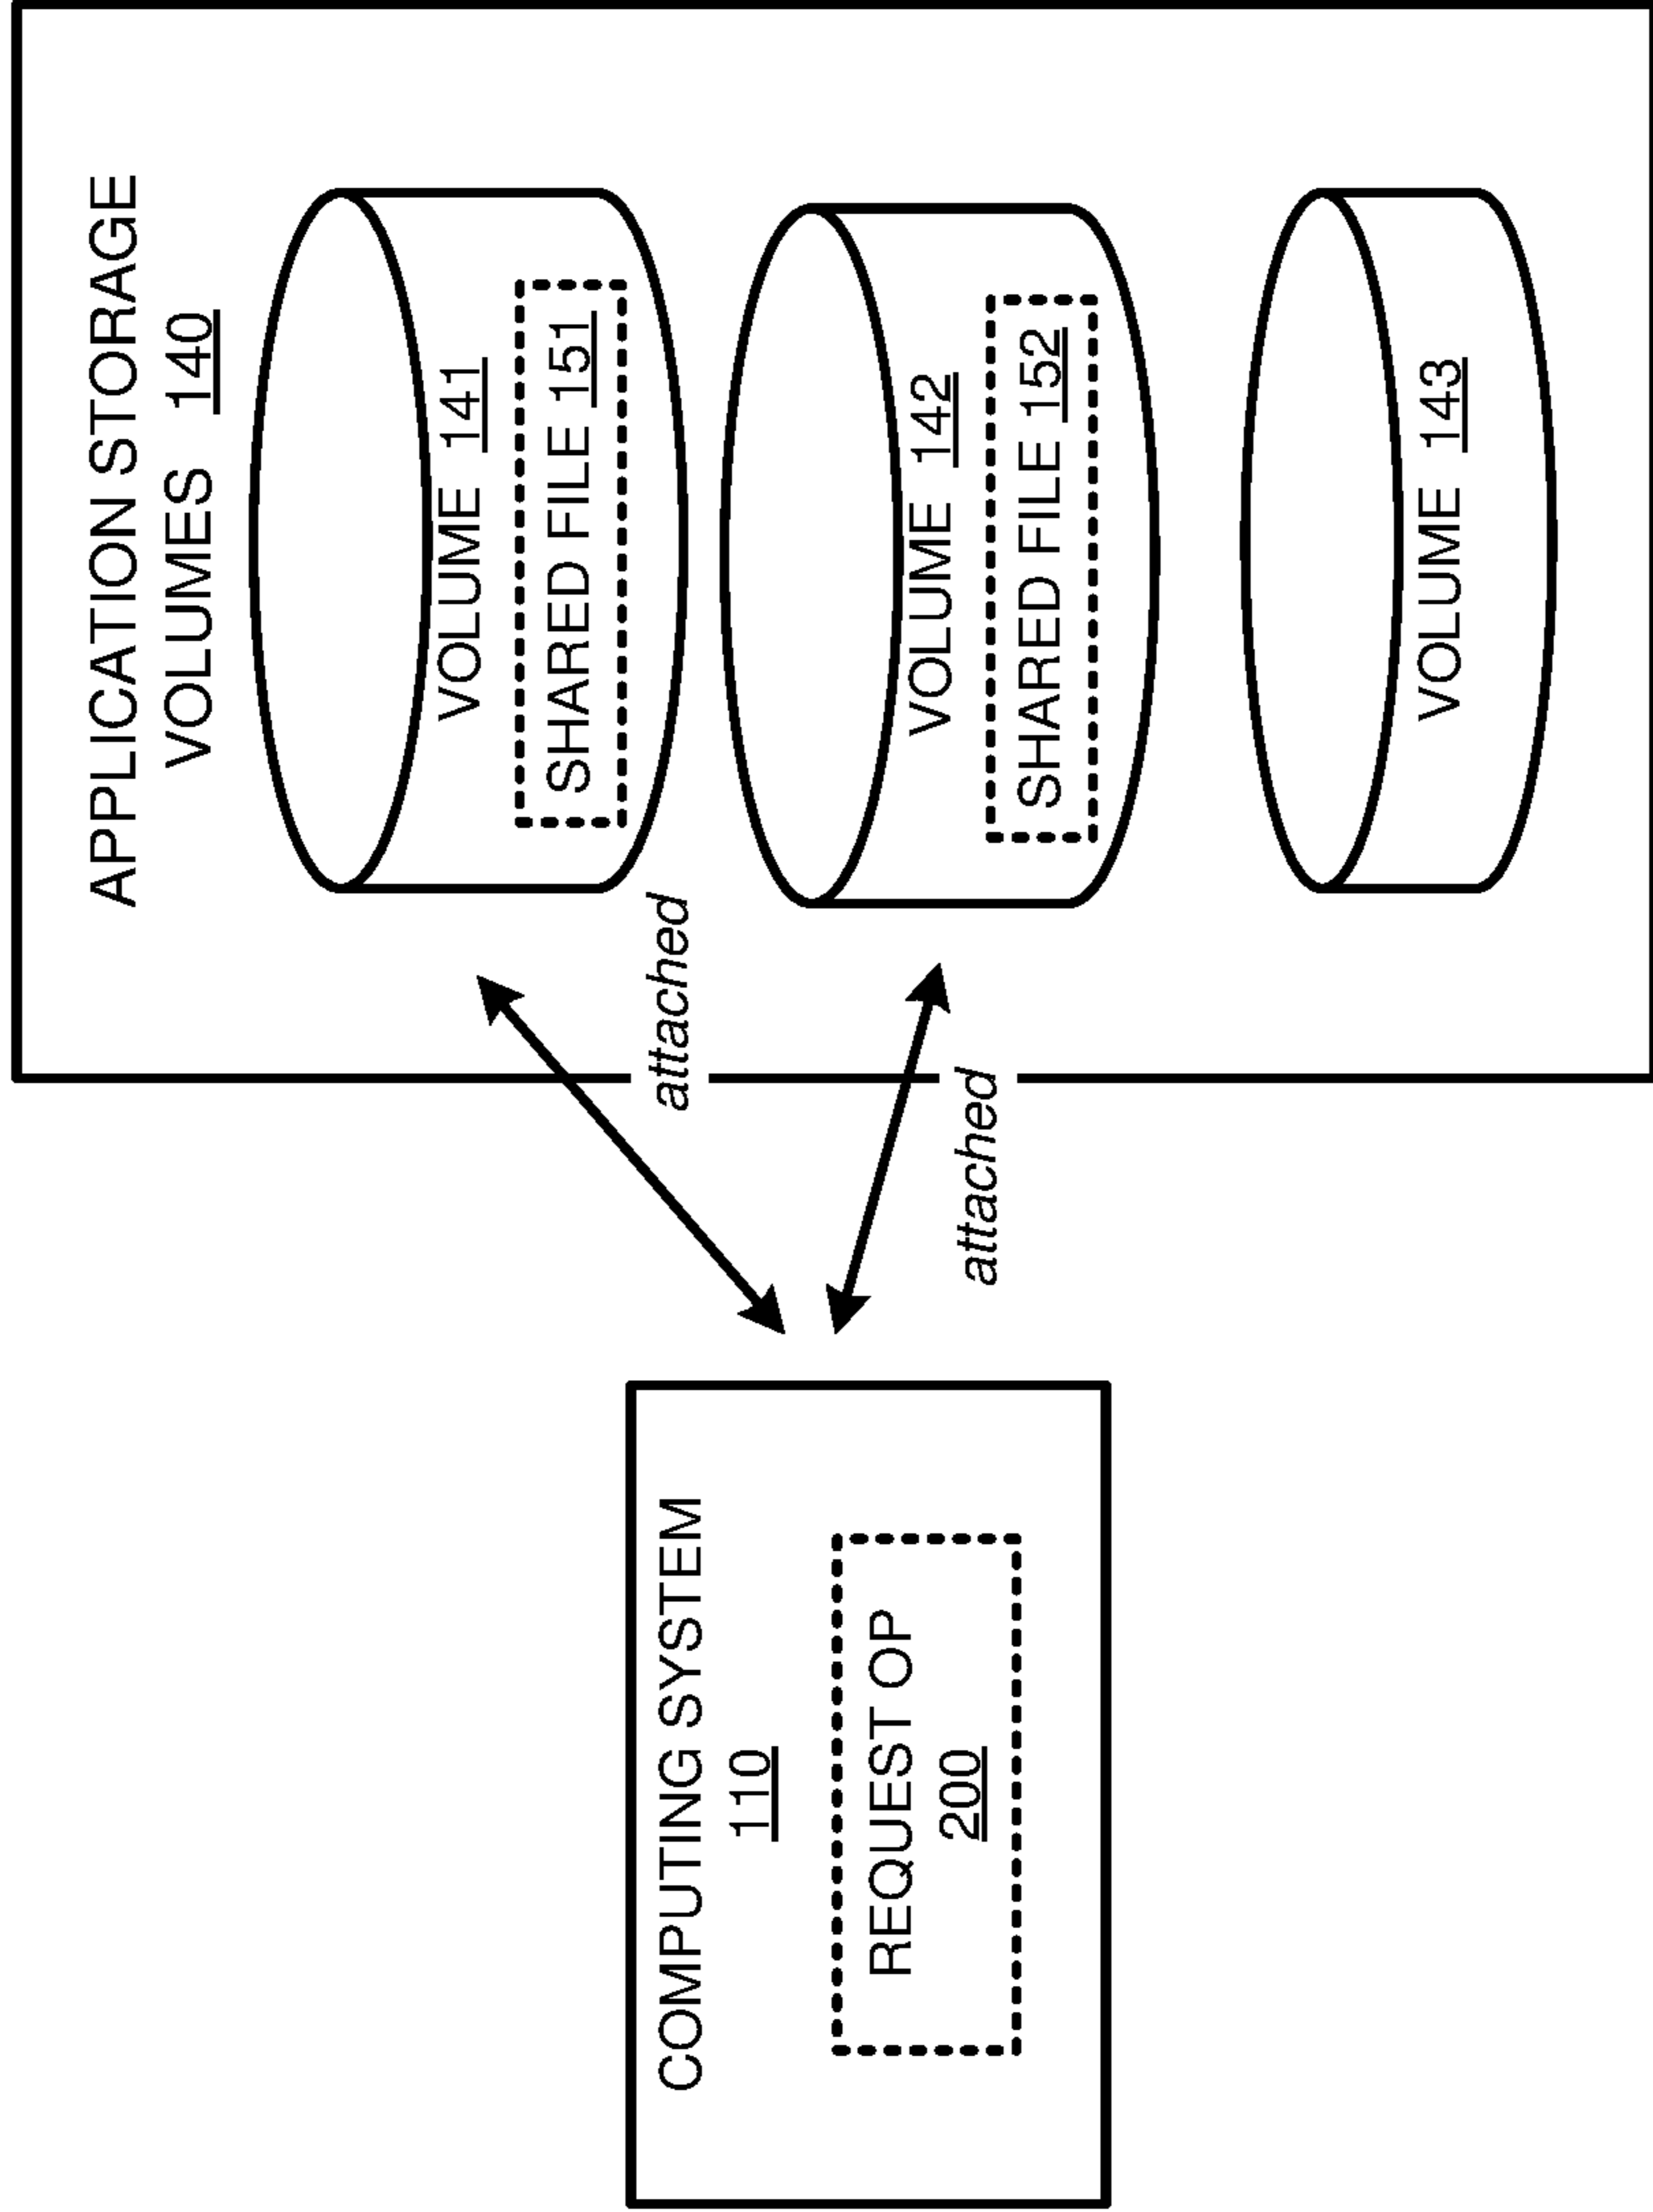 APPLICATION STORAGE
VOLUMES 140
VOLUME 141
SHARED FILE 151
attached
COMPUTING SYSTEM
110
REQUEST OP
200
VOLUME 142
SHARED FILE 152
attached
VOLUME 143